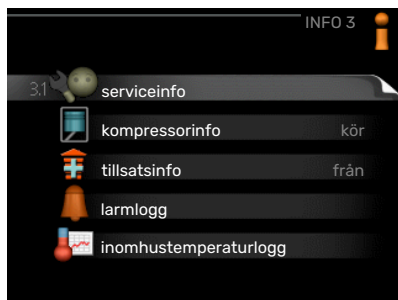 INFO 3
3.1 serviceinfo
kompressorinfo kör
tillsatsinfo från
larmlogg
inomhustemperaturlogg